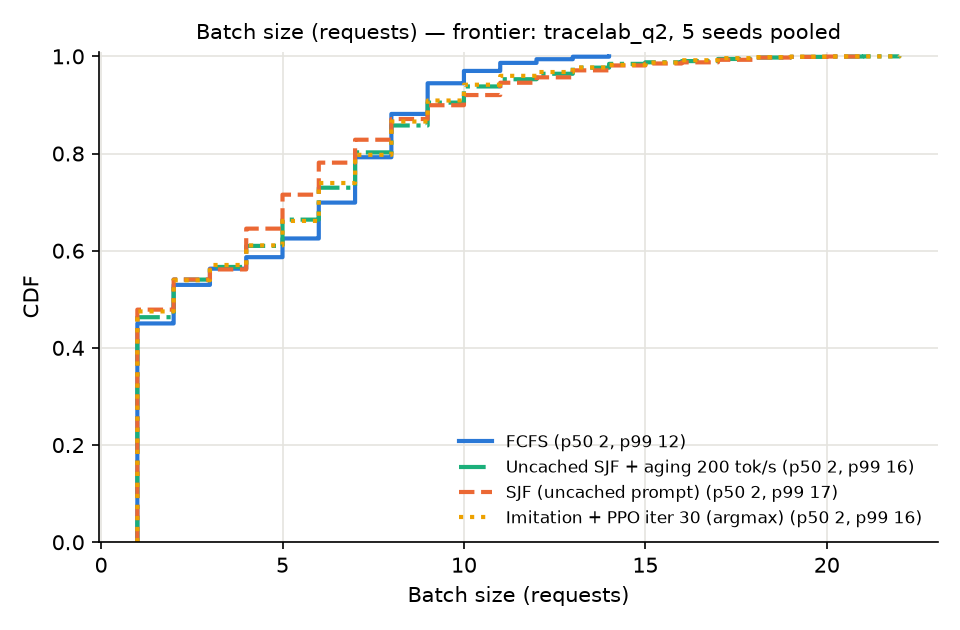 Batch size (requests) — frontier: tracelab_q2, 5 seeds pooled
CDF
1.0
0.8
0.6
0.4
0.2
0.0
0 5 10 15 20
Batch size (requests)
FCFS (p50 2, p99 12)
Uncached SJF + aging 200 tok/s (p50 2, p99 16)
SJF (uncached prompt) (p50 2, p99 17)
Imitation + PPO iter 30 (argmax) (p50 2, p99 16)